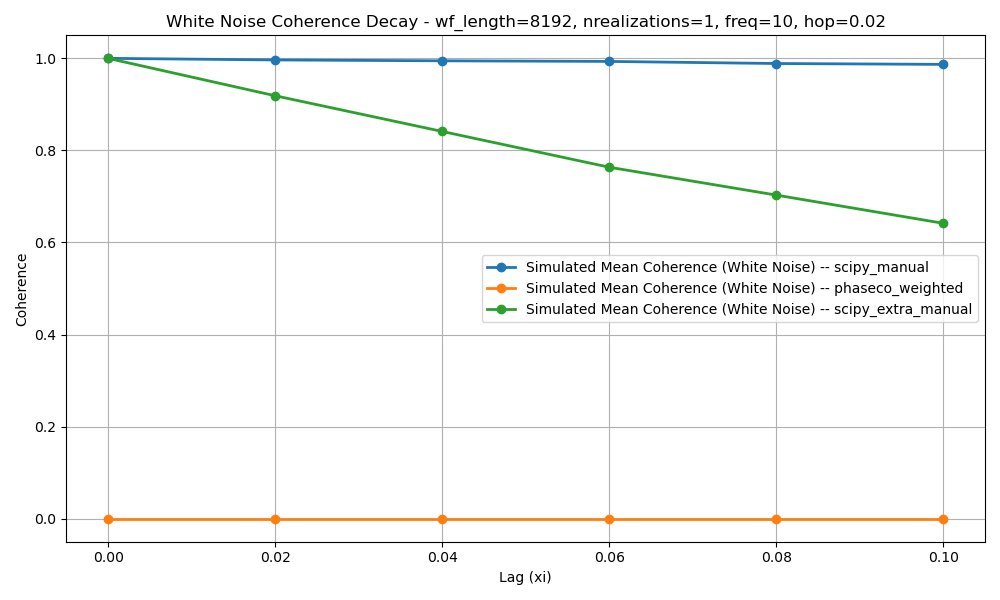 White Noise Coherence Decay - wf_length=8192, nrealizations=1, freq=10, hop=0.02
Coherence
1.0
0.8
0.6
0.4
0.2
0.0
Simulated Mean Coherence (White Noise) -- scipy_manual
Simulated Mean Coherence (White Noise) -- phaseco_weighted
Simulated Mean Coherence (White Noise) -- scipy_extra_manual
0.00 0.02 0.04 0.06 0.08 0.10
Lag (xi)